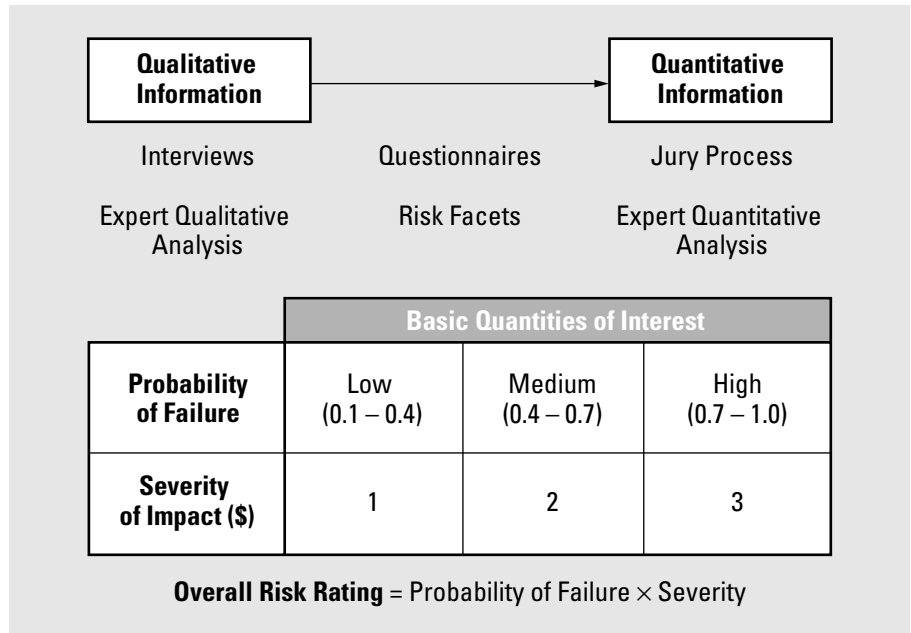 Qualitative
Information
Quantitative
Information
Interviews
Questionnaires
Jury Process
Expert Qualitative
Analysis
Risk Facets
Expert Quantitative
Analysis
Basic Quantities of Interest
Probability
of Failure
Low
(0.1 – 0.4)
Medium
(0.4 – 0.7)
High
(0.7 – 1.0)
Severity
of Impact ($)
1
2
3
Overall Risk Rating = Probability of Failure × Severity